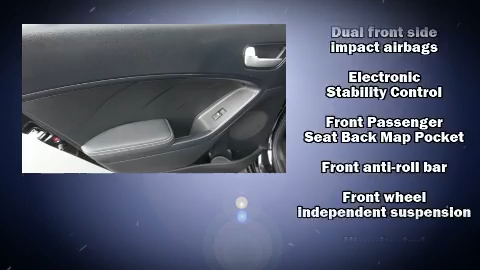 Dual front side
impact airbags
Electronic
Stability Control
Front Passenger
Seat Back Map Pocket
Front anti-roll bar
Front wheel
independent suspension